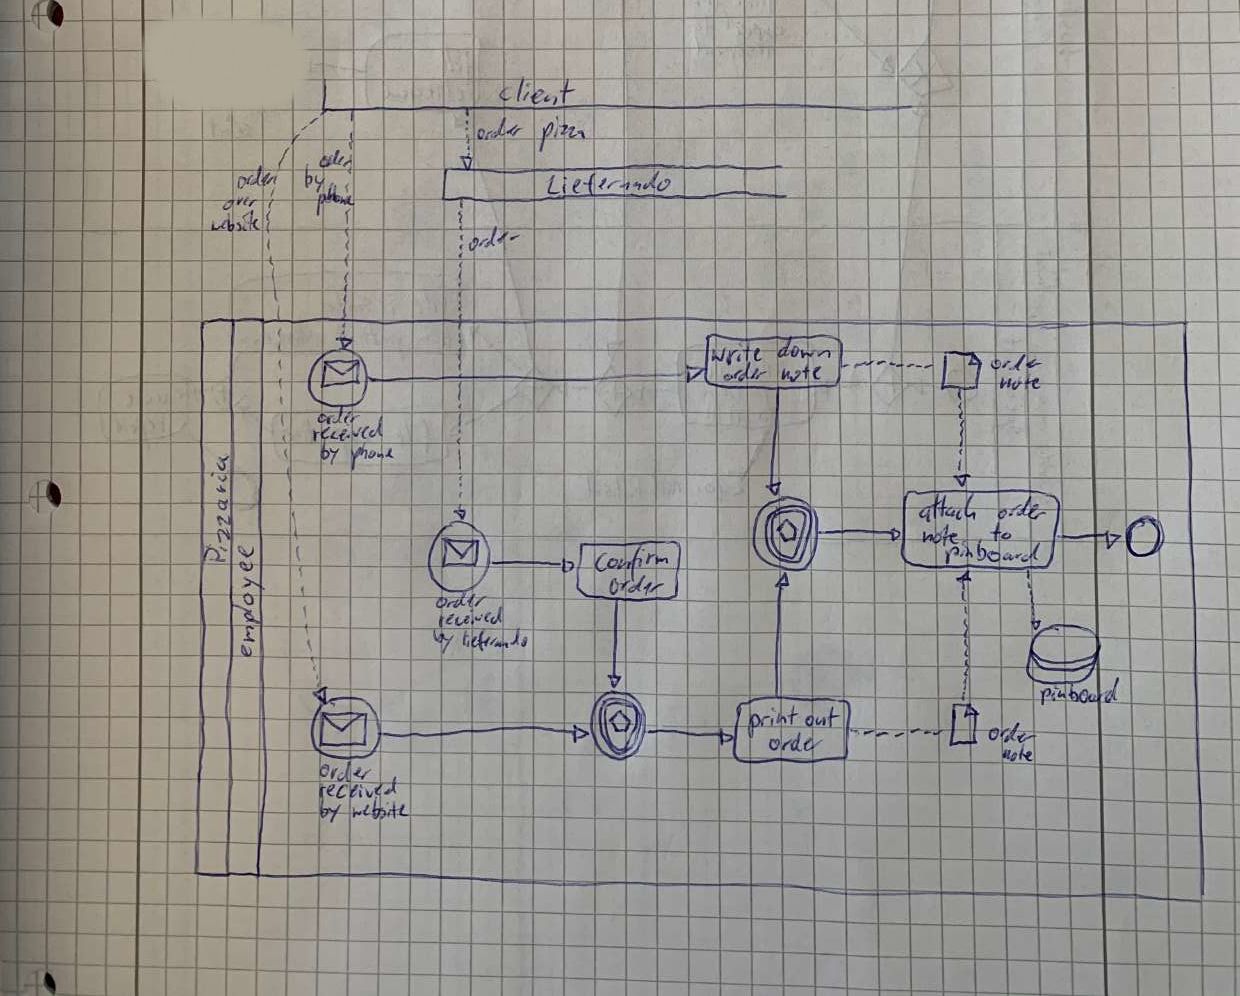 client
order pizza
order
over
website
oder
by
phone
Lieferando
order
write down
order note
order
note
order
received
by phone
Pizzaria
employee
attach order
note to
pinboard
confirm
order
order
received
by lieferando
pinboard
print out
order
order
note
order
received
by website